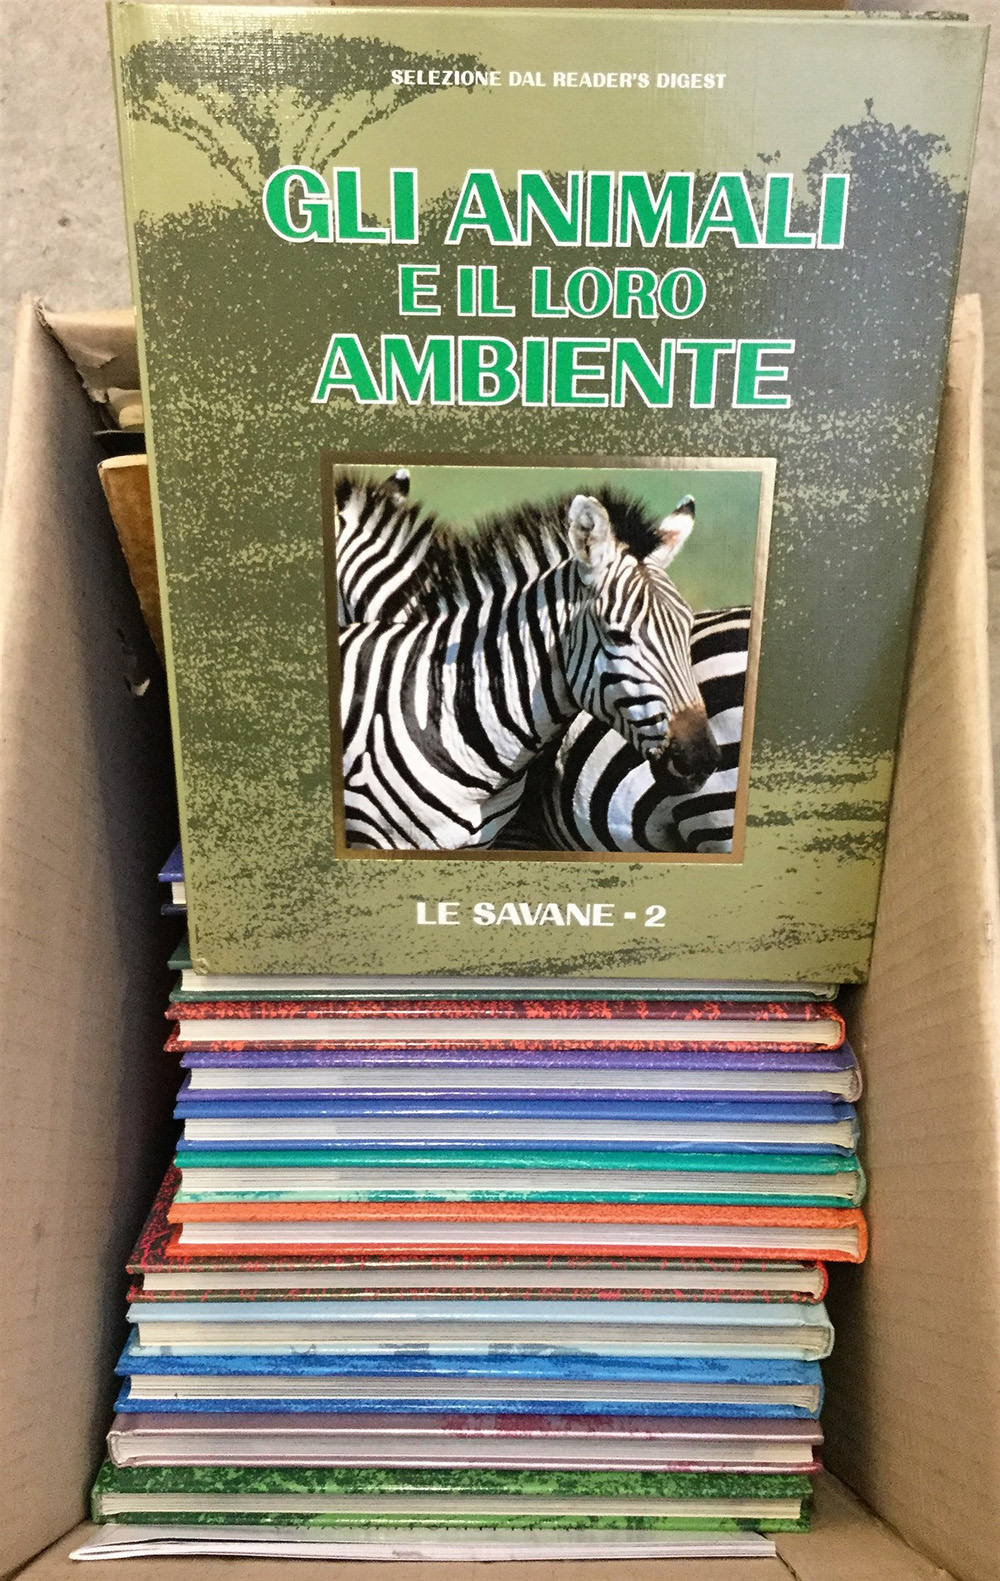 SELEZIONE DAL READER'S DIGEST
GLI ANIMALI
E IL LORO
AMBIENTE
LE SAVANE - 2